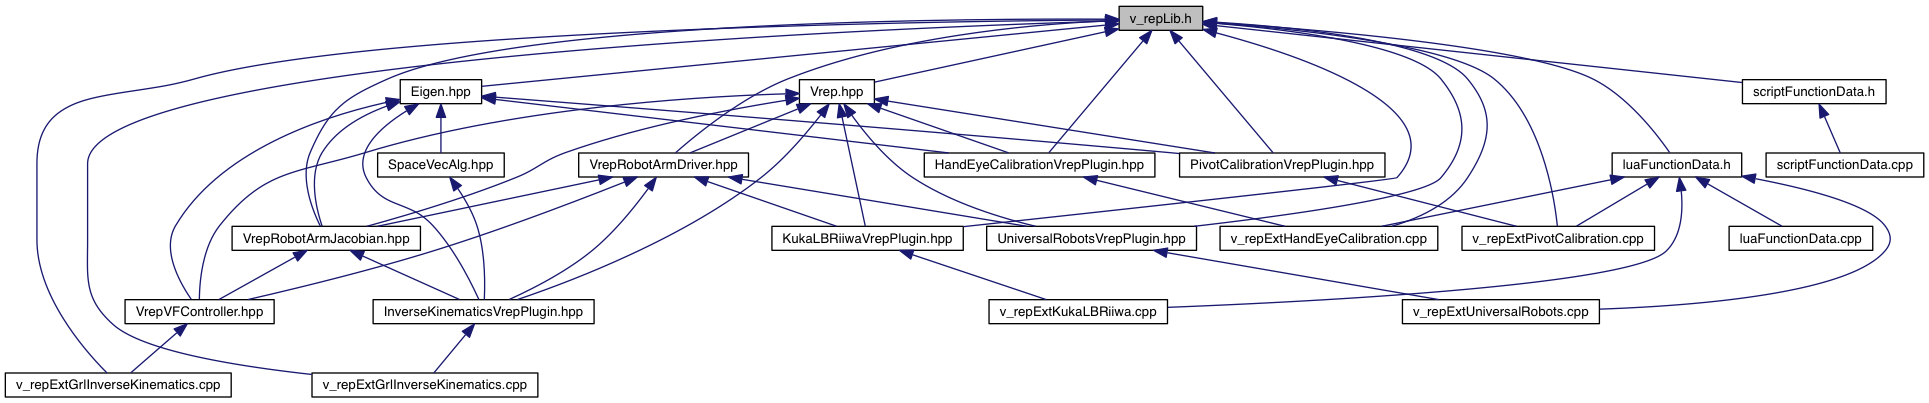 v_repLib.h
Eigen.hpp
Vrep.hpp
scriptFunctionData.h
SpaceVecAlg.hpp
VrepRobotArmDriver.hpp
HandEyeCalibrationVrepPlugin.hpp
PivotCalibrationVrepPlugin.hpp
luaFunctionData.h
scriptFunctionData.cpp
VrepRobotArmJacobian.hpp
KukaLBRiiwaVrepPlugin.hpp
UniversalRobotsVrepPlugin.hpp
v_repExtHandEyeCalibration.cpp
v_repExtPivotCalibration.cpp
luaFunctionData.cpp
VrepVFController.hpp
InverseKinematicsVrepPlugin.hpp
v_repExtKukaLBRiiwa.cpp
v_repExtUniversalRobots.cpp
v_repExtGrlInverseKinematics.cpp
v_repExtGrlInverseKinematics.cpp